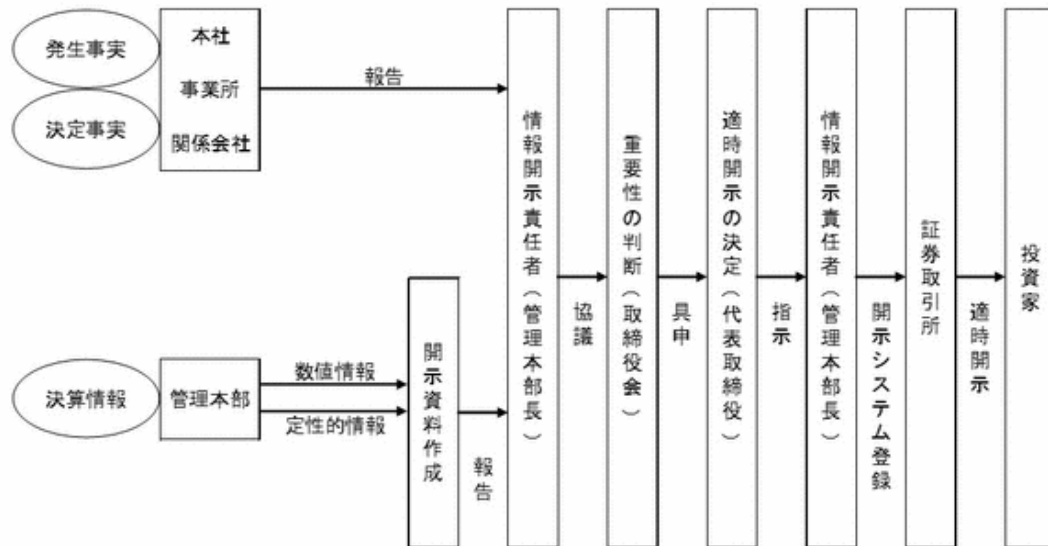 発生事実
決定事実
本社
事業所
関係会社
報告
決算情報
管理本部
数値情報
定性的情報
開示資料作成
報告
情報開示責任者（管理本部長）
協議
重要性の判断（取締役会）
具申
適時開示の決定（代表取締役）
指示
情報開示責任者（管理本部長）
開示システム登録
証券取引所
適時開示
投資家